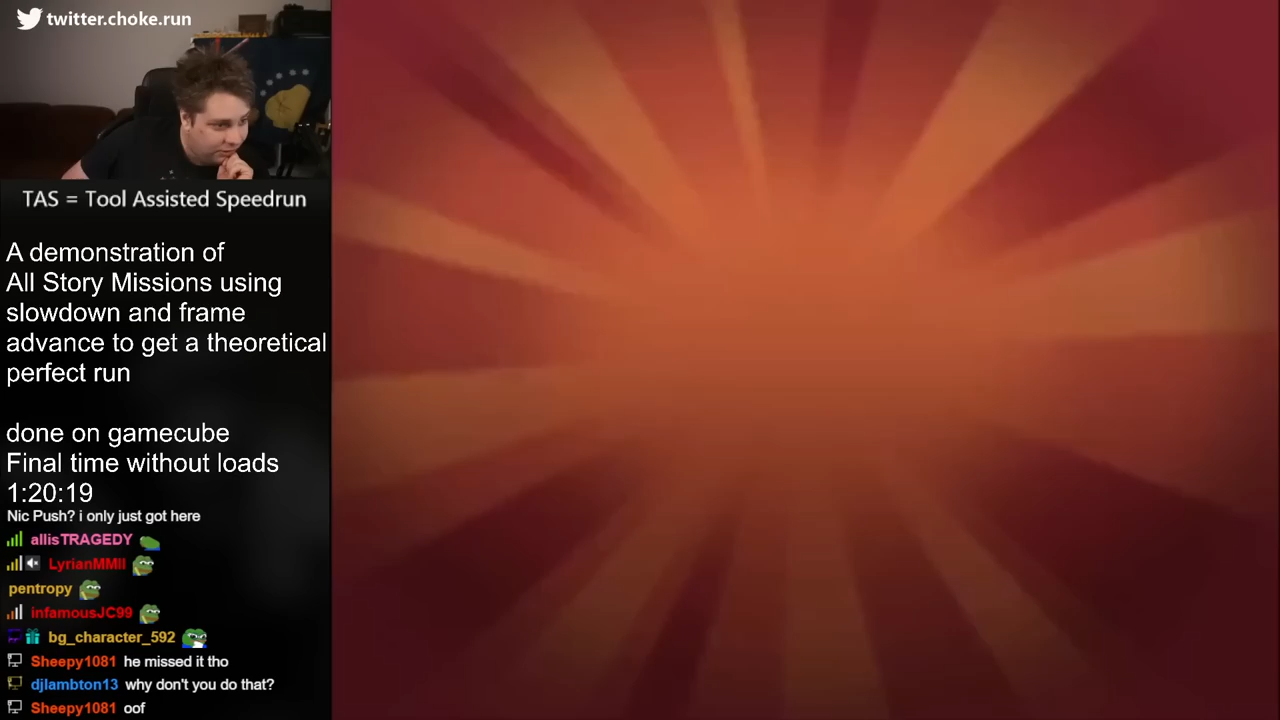 twitter.choke.run
TAS = Tool Assisted Speedrun
A demonstration of
All Story Missions using
slowdown and frame
advance to get a theoretical
perfect run
done on gamecube
Final time without loads
1:20:19
Nic Push? i only just got here
allisTRAGEDY
LyrianMMII
pentropy
infamousJC99
bg_character_592
Sheepy1081 he missed it tho
djlambton13 why don't you do that?
Sheepy1081 oof